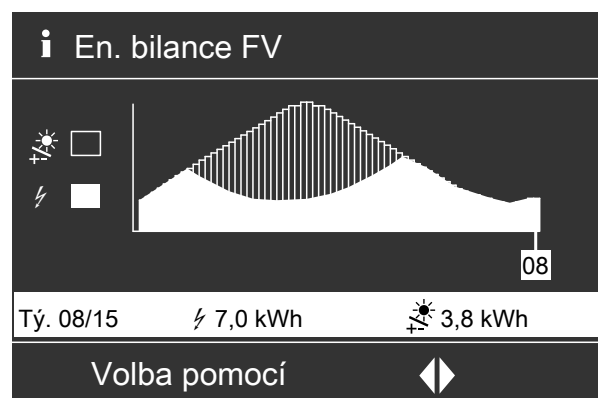 i En. bilance FV
+-
08
Tý. 08/15 7,0 kWh +- 3,8 kWh
Volba pomocí